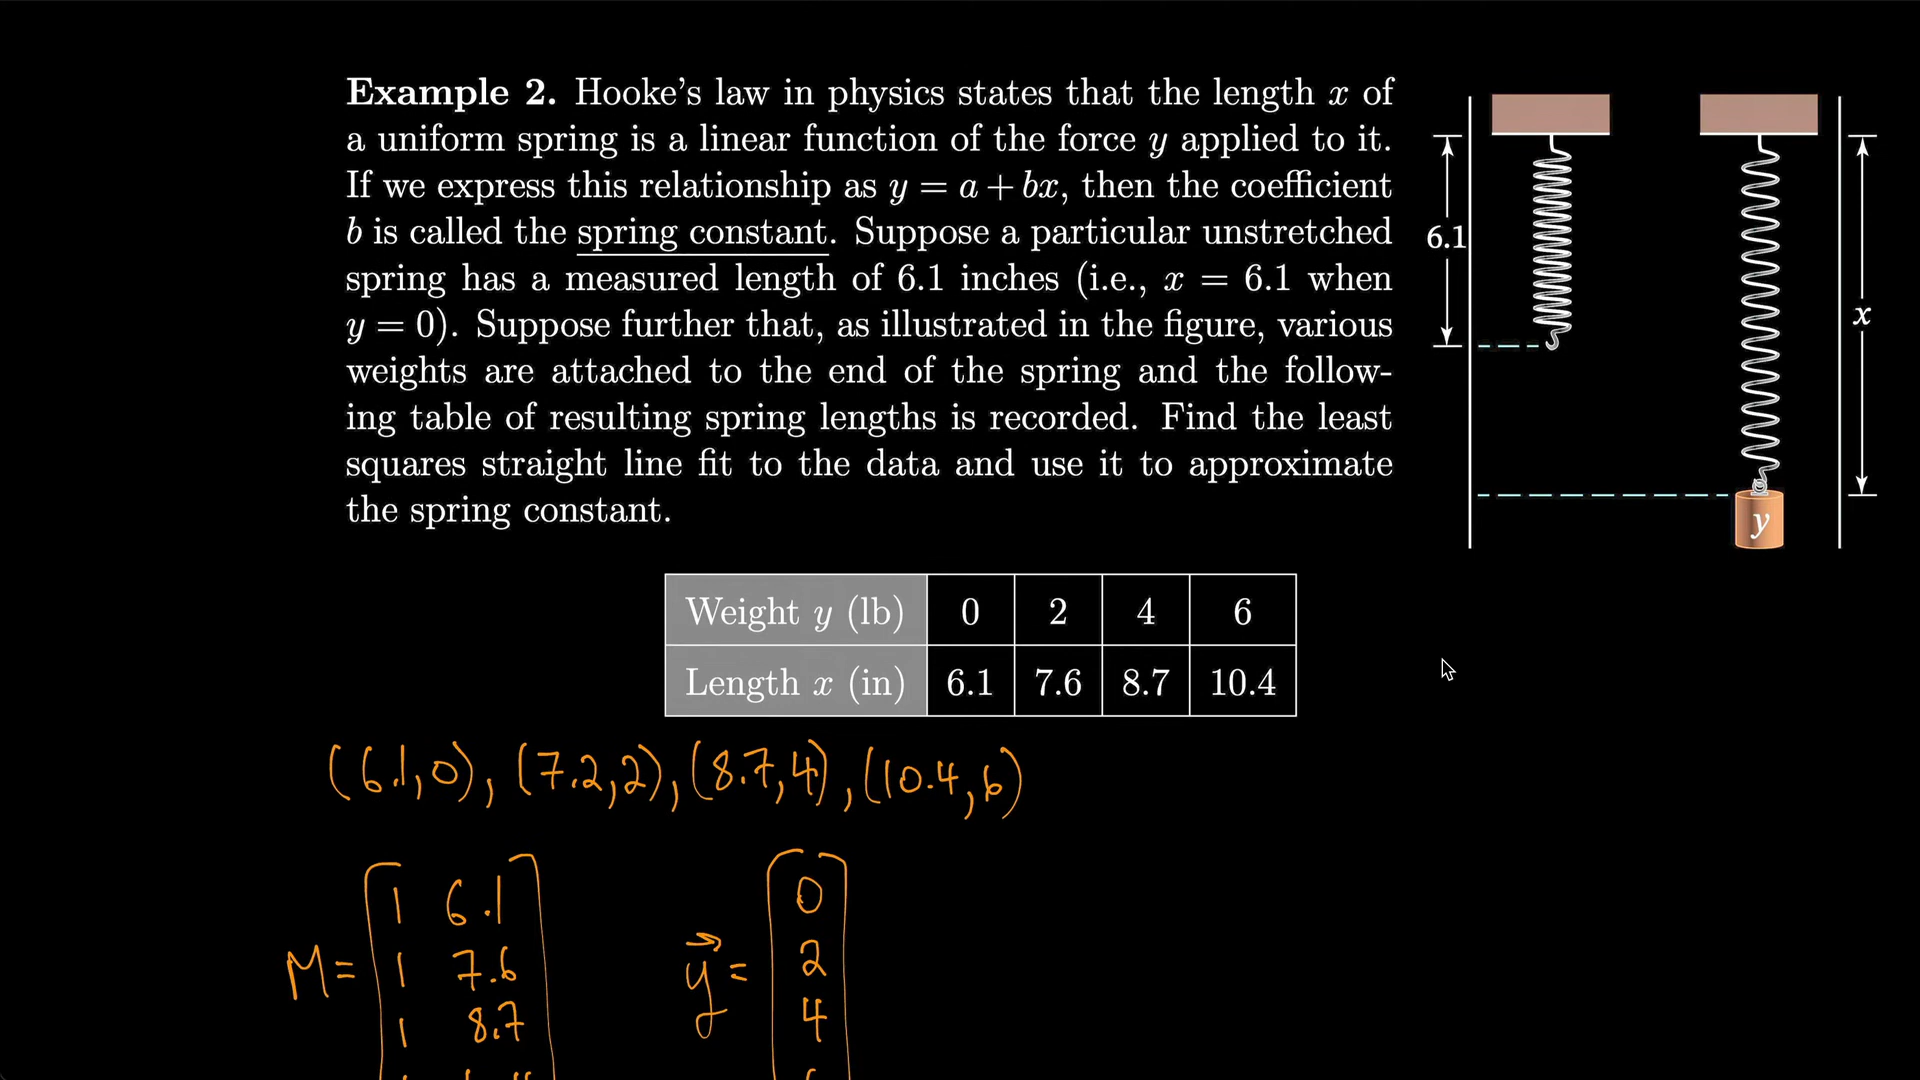 Example 2. Hooke's law in physics states that the length x of
a uniform spring is a linear function of the force y applied to it.
If we express this relationship as y = a + bx, then the coefficient
b is called the spring constant. Suppose a particular unstretched
spring has a measured length of 6.1 inches (i.e., x = 6.1 when
y = 0). Suppose further that, as illustrated in the figure, various
weights are attached to the end of the spring and the follow-
ing table of resulting spring lengths is recorded. Find the least
squares straight line fit to the data and use it to approximate
the spring constant.
6.1
x
y
Weight y (lb) 0 2 4 6
Length x (in) 6.1 7.6 8.7 10.4
(6.1,0), (7.2,2), (8.7,4), (10.4,6)
M = 1 6.1
1 7.6
1 8.7
y = 0
2
4